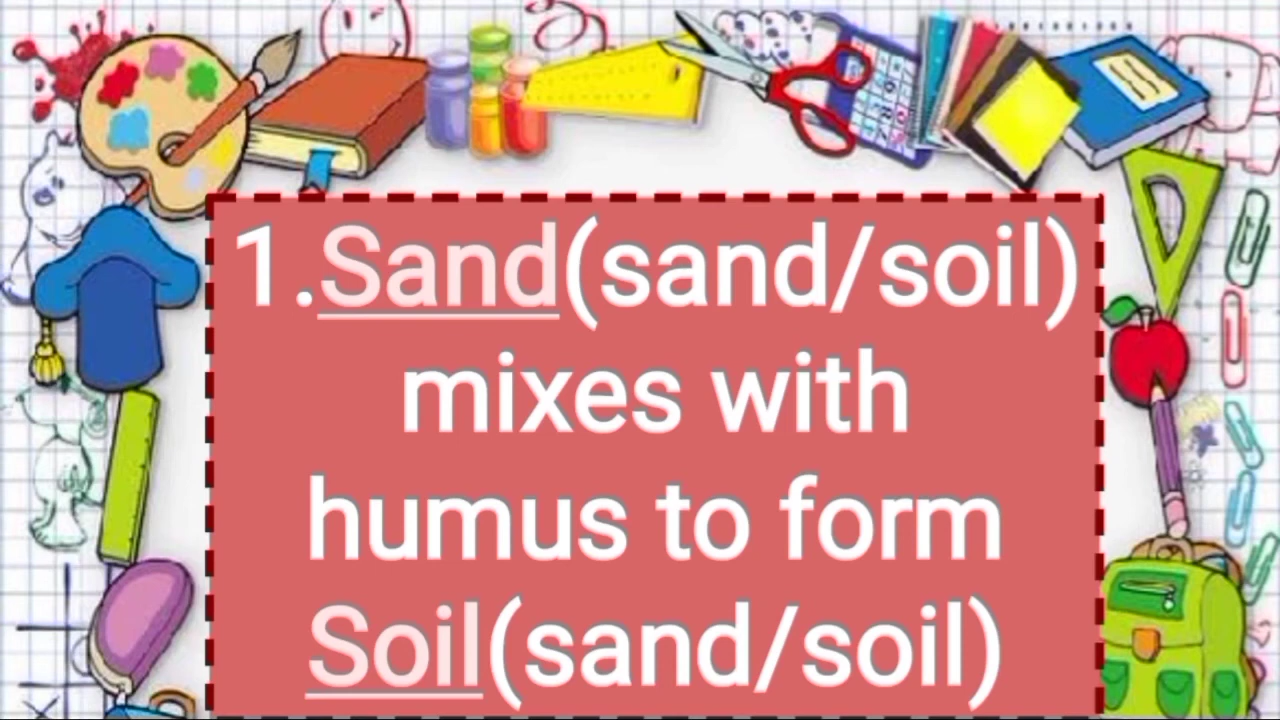 1.Sand(sand/soil)
mixes with
humus to form
Soil(sand/soil)